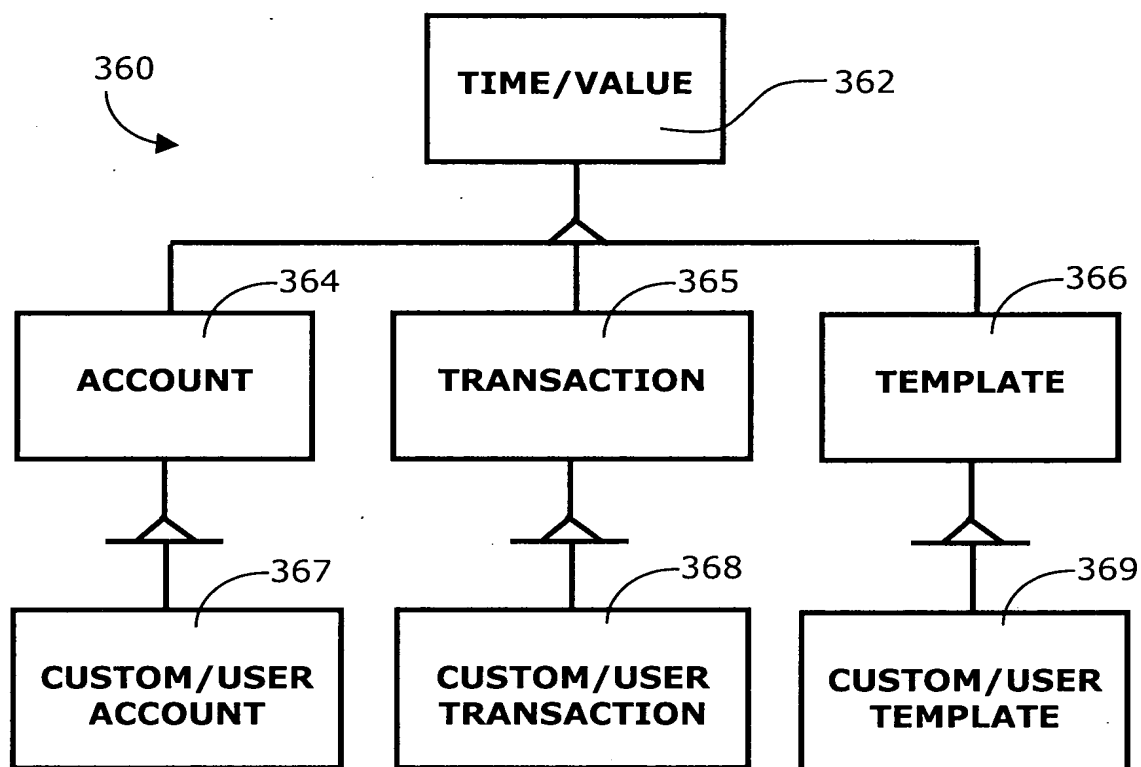 360
TIME/VALUE
362
364
365
366
ACCOUNT
TRANSACTION
TEMPLATE
367
368
369
CUSTOM/USER
ACCOUNT
CUSTOM/USER
TRANSACTION
CUSTOM/USER
TEMPLATE